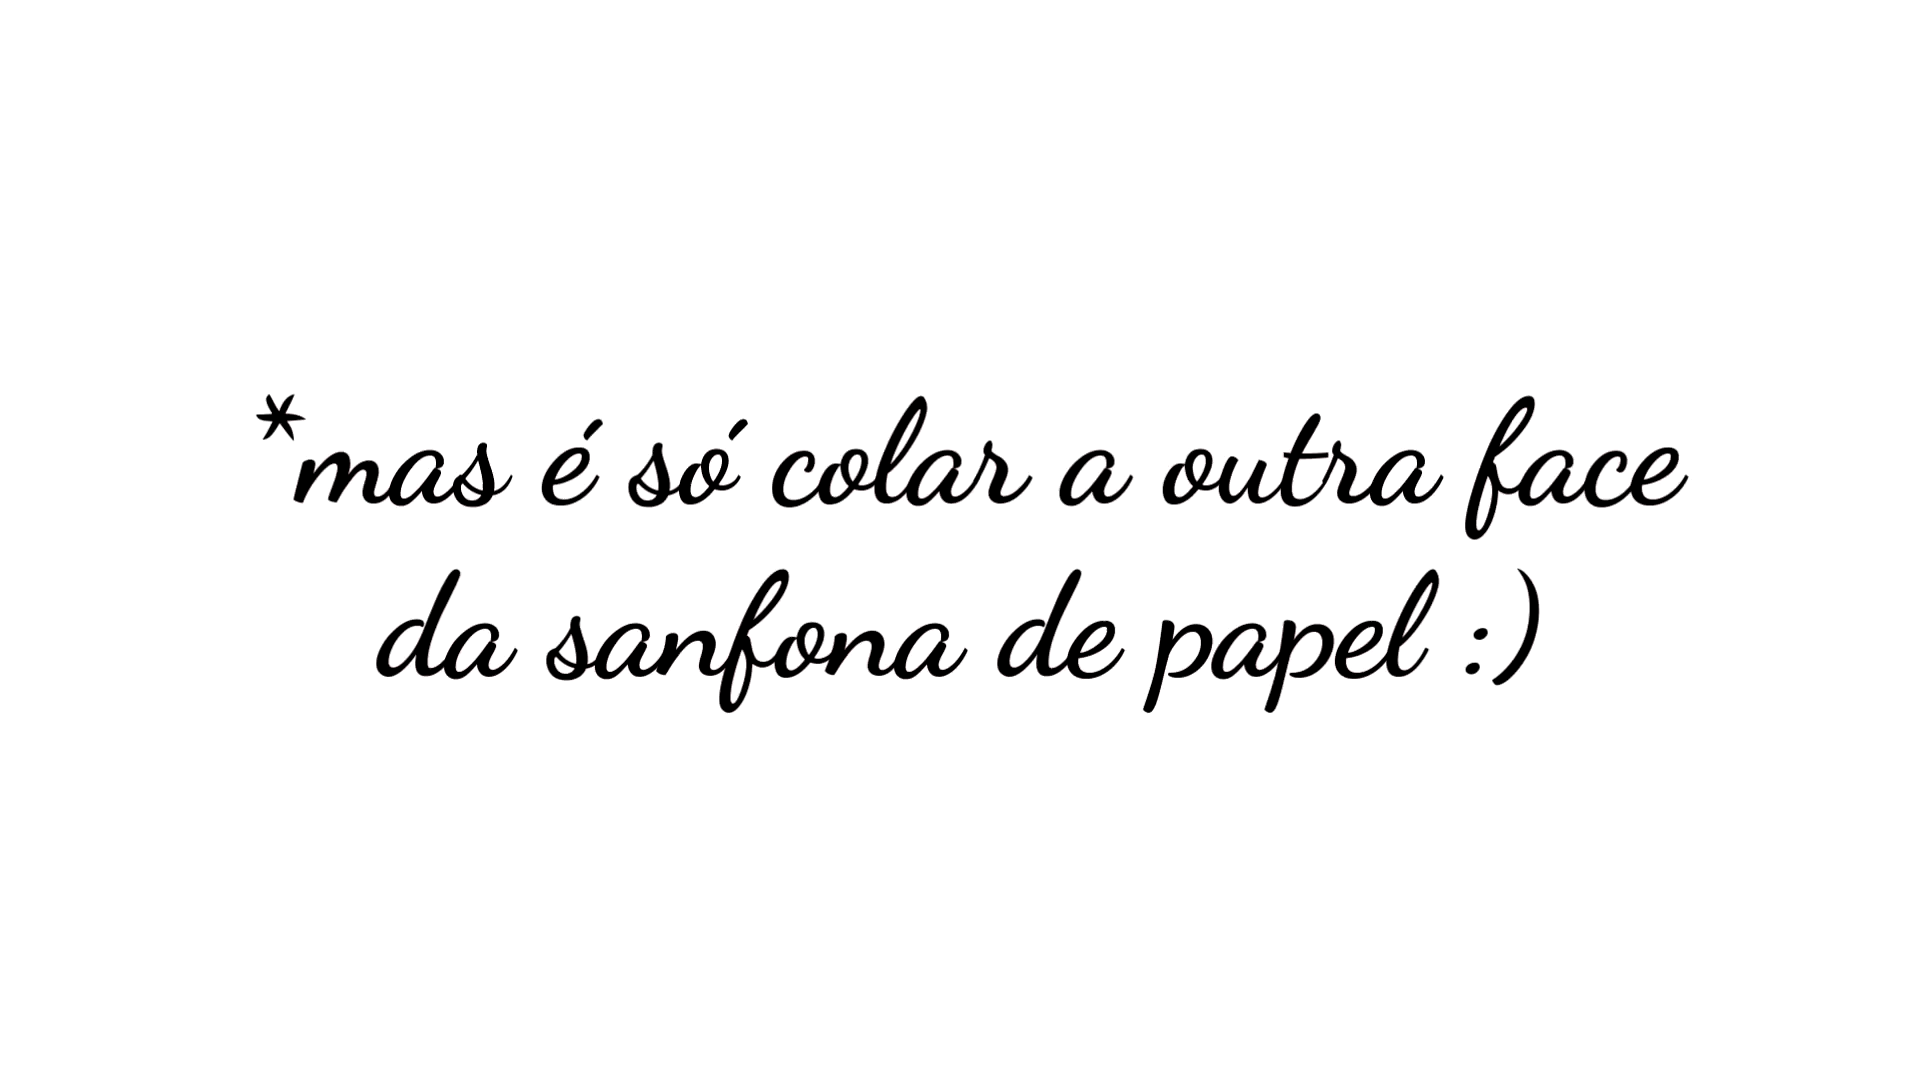 *mas é só colar a outra face
da sanfona de papel :)